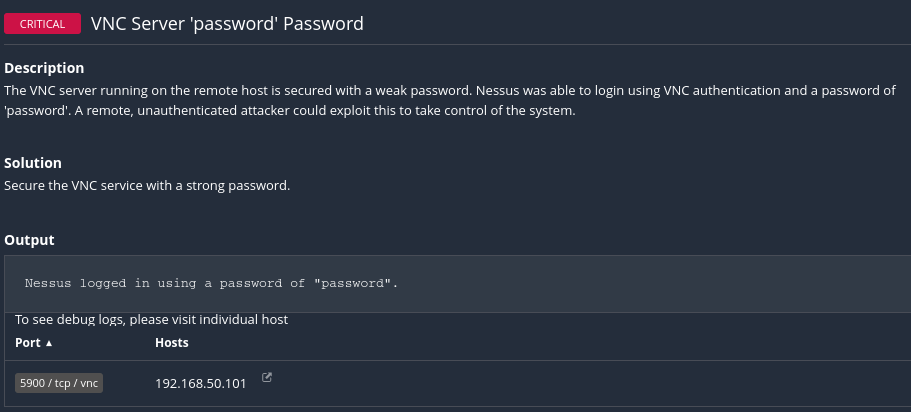 CRITICAL VNC Server 'password' Password
Description
The VNC server running on the remote host is secured with a weak password. Nessus was able to login using VNC authentication and a password of
'password'. A remote, unauthenticated attacker could exploit this to take control of the system.
Solution
Secure the VNC service with a strong password.
Output
Nessus logged in using a password of "password".
To see debug logs, please visit individual host
Port ▲ Hosts
5900 / tcp / vnc 192.168.50.101